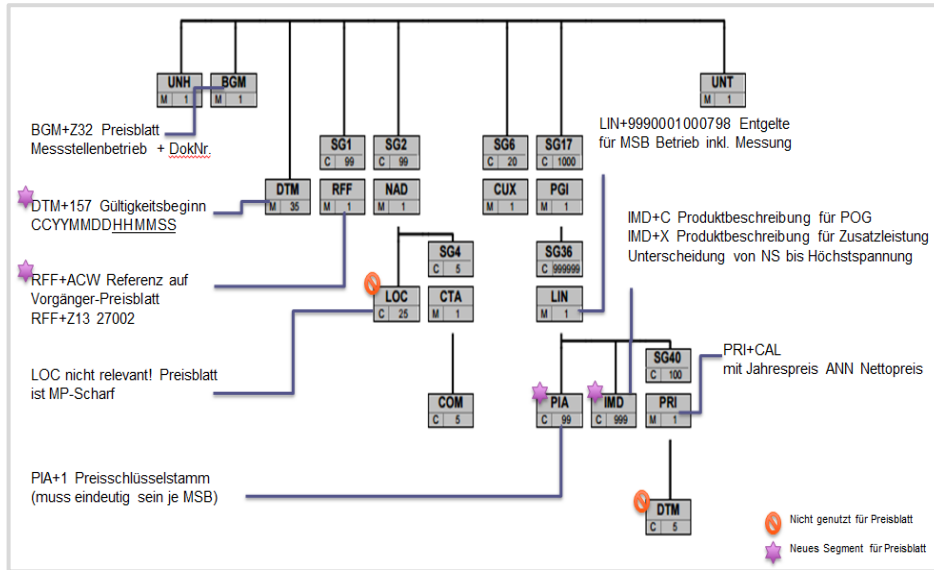 UNH
M 1
BGM
M 1
UNT
M 1
BGM+Z32 Preisblatt
Messstellenbetrieb + DokNr.
LIN+9990001000798 Entgelte
für MSB Betrieb inkl. Messung
SG1
C 99
SG2
C 99
SG6
C 20
SG17
C 1000
DTM
M 35
RFF
M 1
NAD
M 1
CUX
M 1
PGI
M 1
DTM+157 Gültigkeitsbeginn
CCYYMMDDHHMMSS
IMD+C Produktbeschreibung für POG
IMD+X Produktbeschreibung für Zusatzleistung
Unterscheidung von NS bis Höchstspannung
SG4
C 5
SG36
C 999999
RFF+ACW Referenz auf
Vorgänger-Preisblatt
RFF+Z13 27002
LOC
C 25
CTA
M 1
LIN
M 1
PRI+CAL
mit Jahrespreis ANN Nettopreis
SG40
C 100
LOC nicht relevant! Preisblatt
ist MP-Scharf
COM
C 5
PIA
C 99
IMD
C 999
PRI
M 1
PIA+1 Preisschlüsselstamm
(muss eindeutig sein je MSB)
DTM
C 5
Nicht genutzt für Preisblatt
Neues Segment für Preisblatt